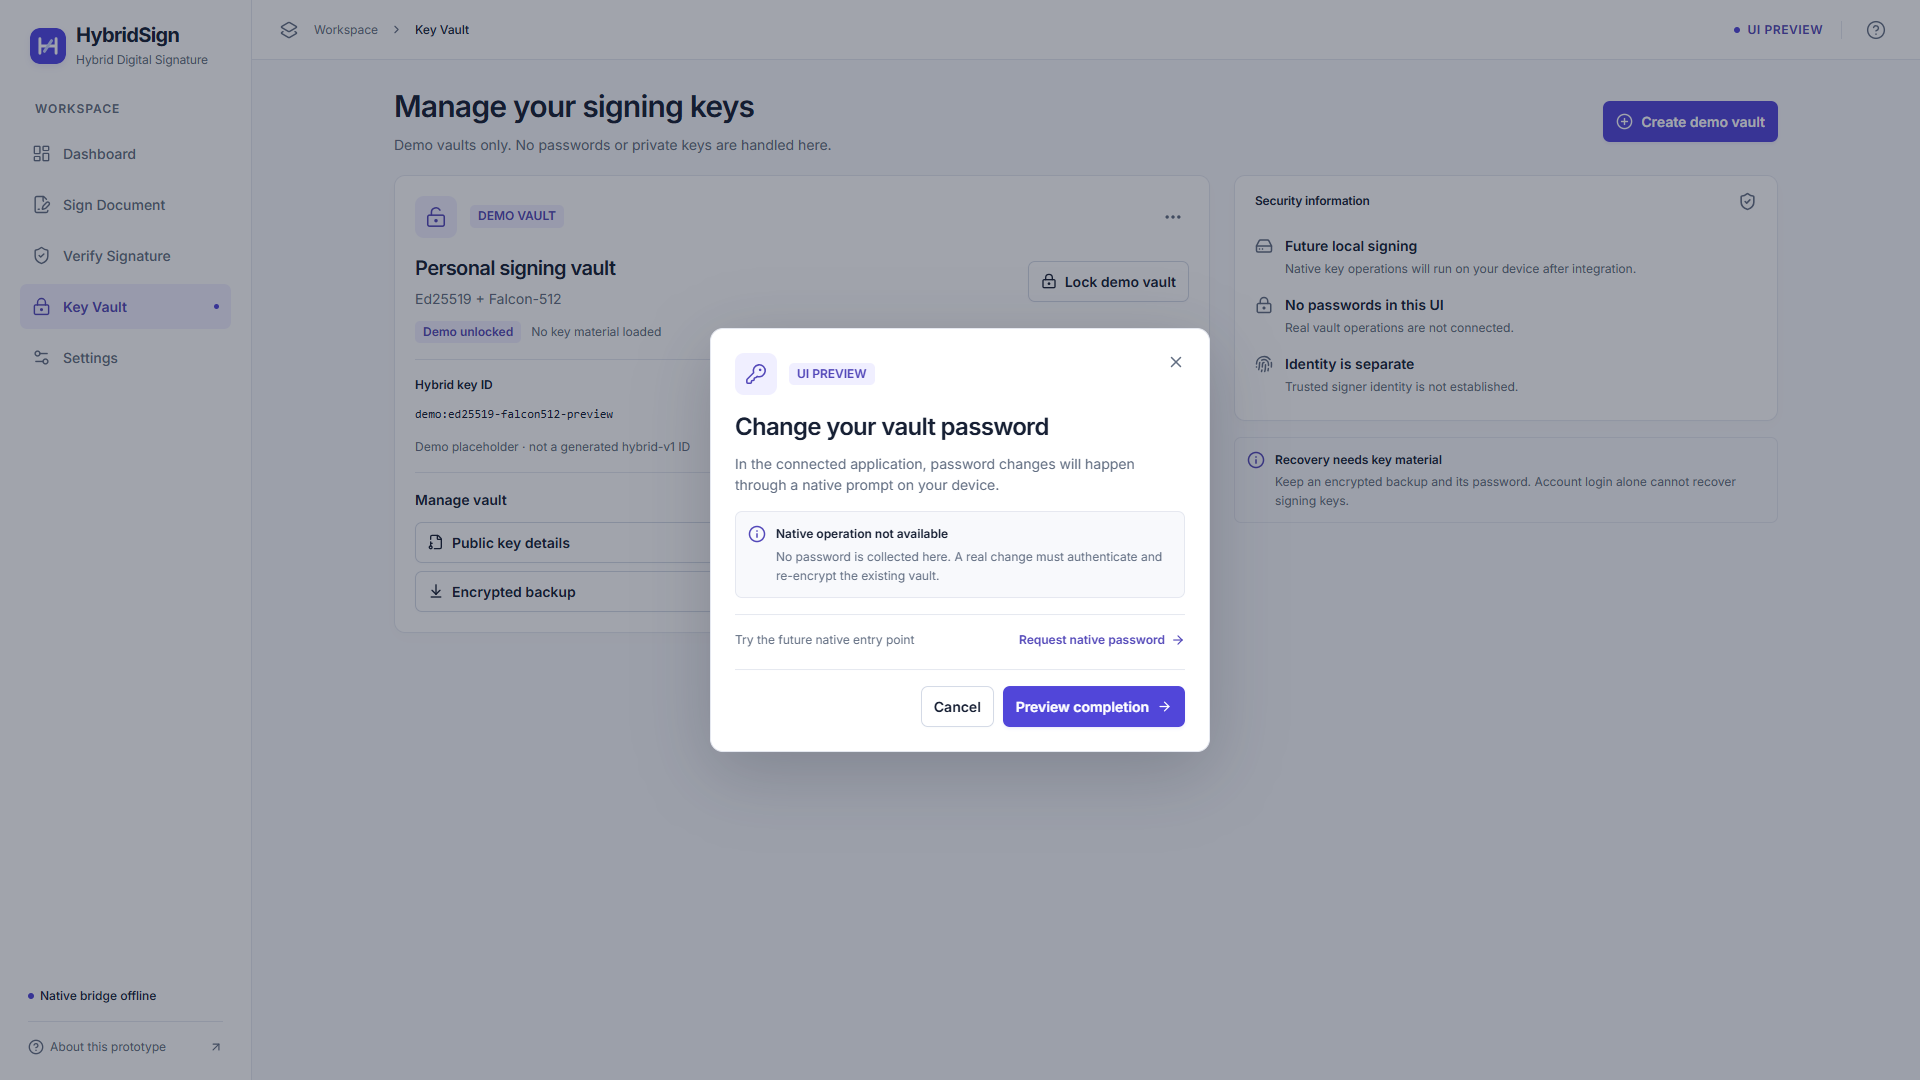 HybridSign
Hybrid Digital Signature
WORKSPACE
Dashboard
Sign Document
Verify Signature
Key Vault
Settings
Native bridge offline
About this prototype
Workspace > Key Vault
UI PREVIEW
Manage your signing keys
Demo vaults only. No passwords or private keys are handled here.
Create demo vault
DEMO VAULT
Personal signing vault
Ed25519 + Falcon-512
Lock demo vault
Demo unlocked No key material loaded
Hybrid key ID
demo:ed25519-falcon512-preview
Demo placeholder · not a generated hybrid-v1 ID
Manage vault
Public key details
Encrypted backup
Security information
Future local signing
Native key operations will run on your device after integration.
No passwords in this UI
Real vault operations are not connected.
Identity is separate
Trusted signer identity is not established.
Recovery needs key material
Keep an encrypted backup and its password. Account login alone cannot recover
signing keys.
UI PREVIEW
Change your vault password
In the connected application, password changes will happen
through a native prompt on your device.
Native operation not available
No password is collected here. A real change must authenticate and
re-encrypt the existing vault.
Try the future native entry point
Request native password
Cancel
Preview completion